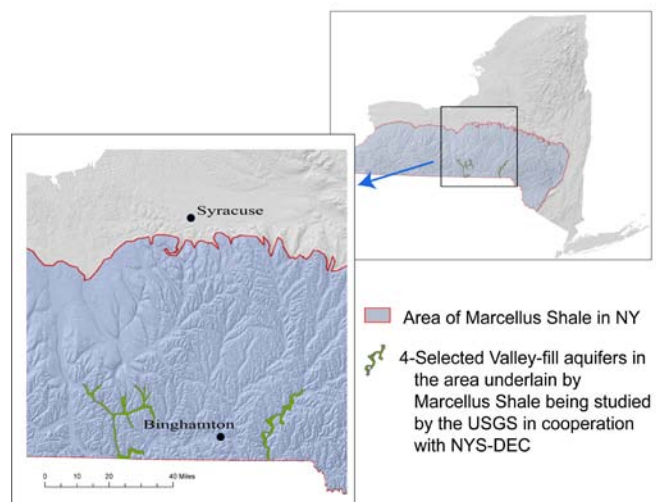 Syracuse
Binghamton
0 10 20 40 Miles
Area of Marcellus Shale in NY
4-Selected Valley-fill aquifers in
the area underlain by
Marcellus Shale being studied
by the USGS in cooperation
with NYS-DEC